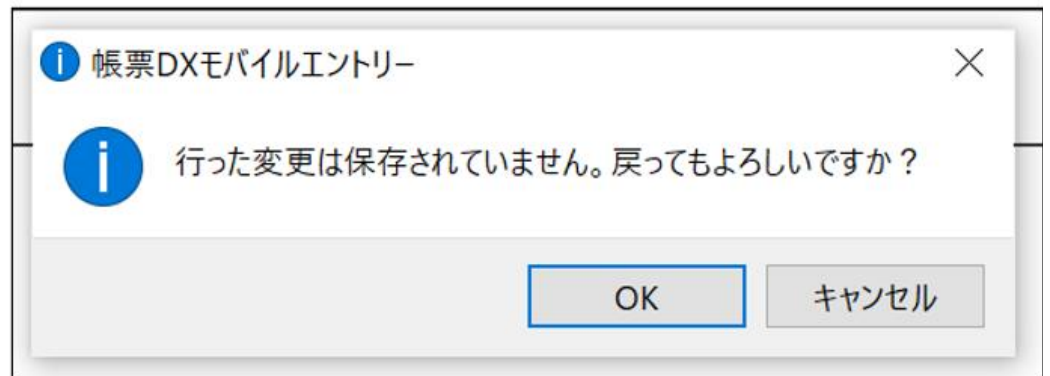 帳票DXモバイルエントリー
行った変更は保存されていません。戻ってもよろしいですか？
OK
キャンセル